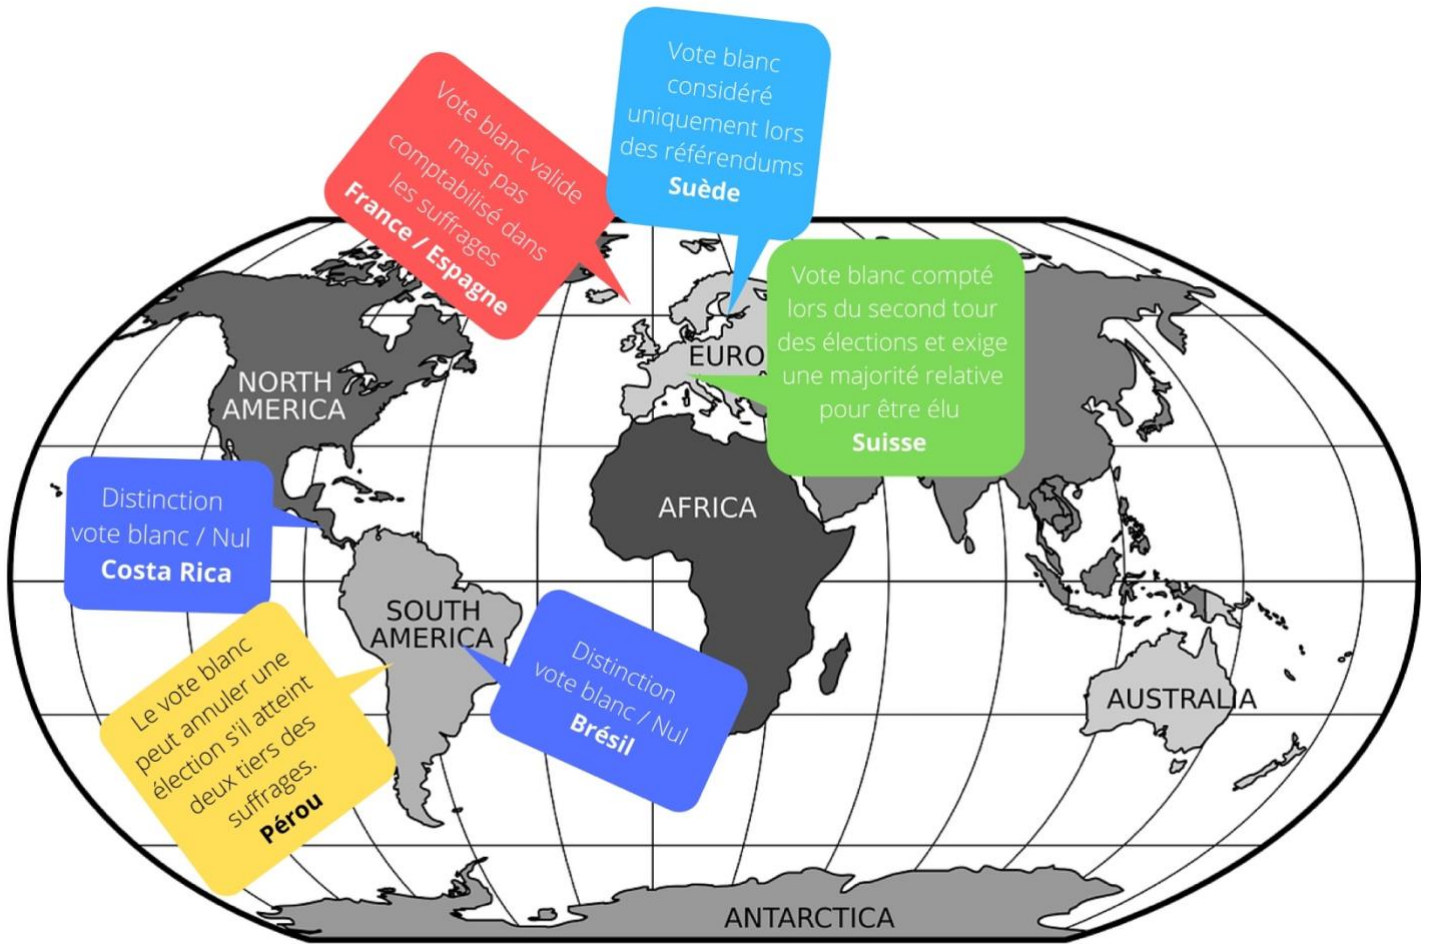 Vote blanc
considéré
uniquement lors
des référendums
Suède
Vote blanc valide
mais pas
comptabilisé dans
les suffrages
France / Espagne
Vote blanc compté
lors du second tour
des élections et exige
une majorité relative
pour être élu
Suisse
EURO
NORTH
AMERICA
AFRICA
Distinction
vote blanc / Nul
Costa Rica
SOUTH
AMERICA
Distinction
vote blanc / Nul
Brésil
Le vote blanc
peut annuler une
élection s'il atteint
deux tiers des
suffrages.
Pérou
AUSTRALIA
ANTARCTICA